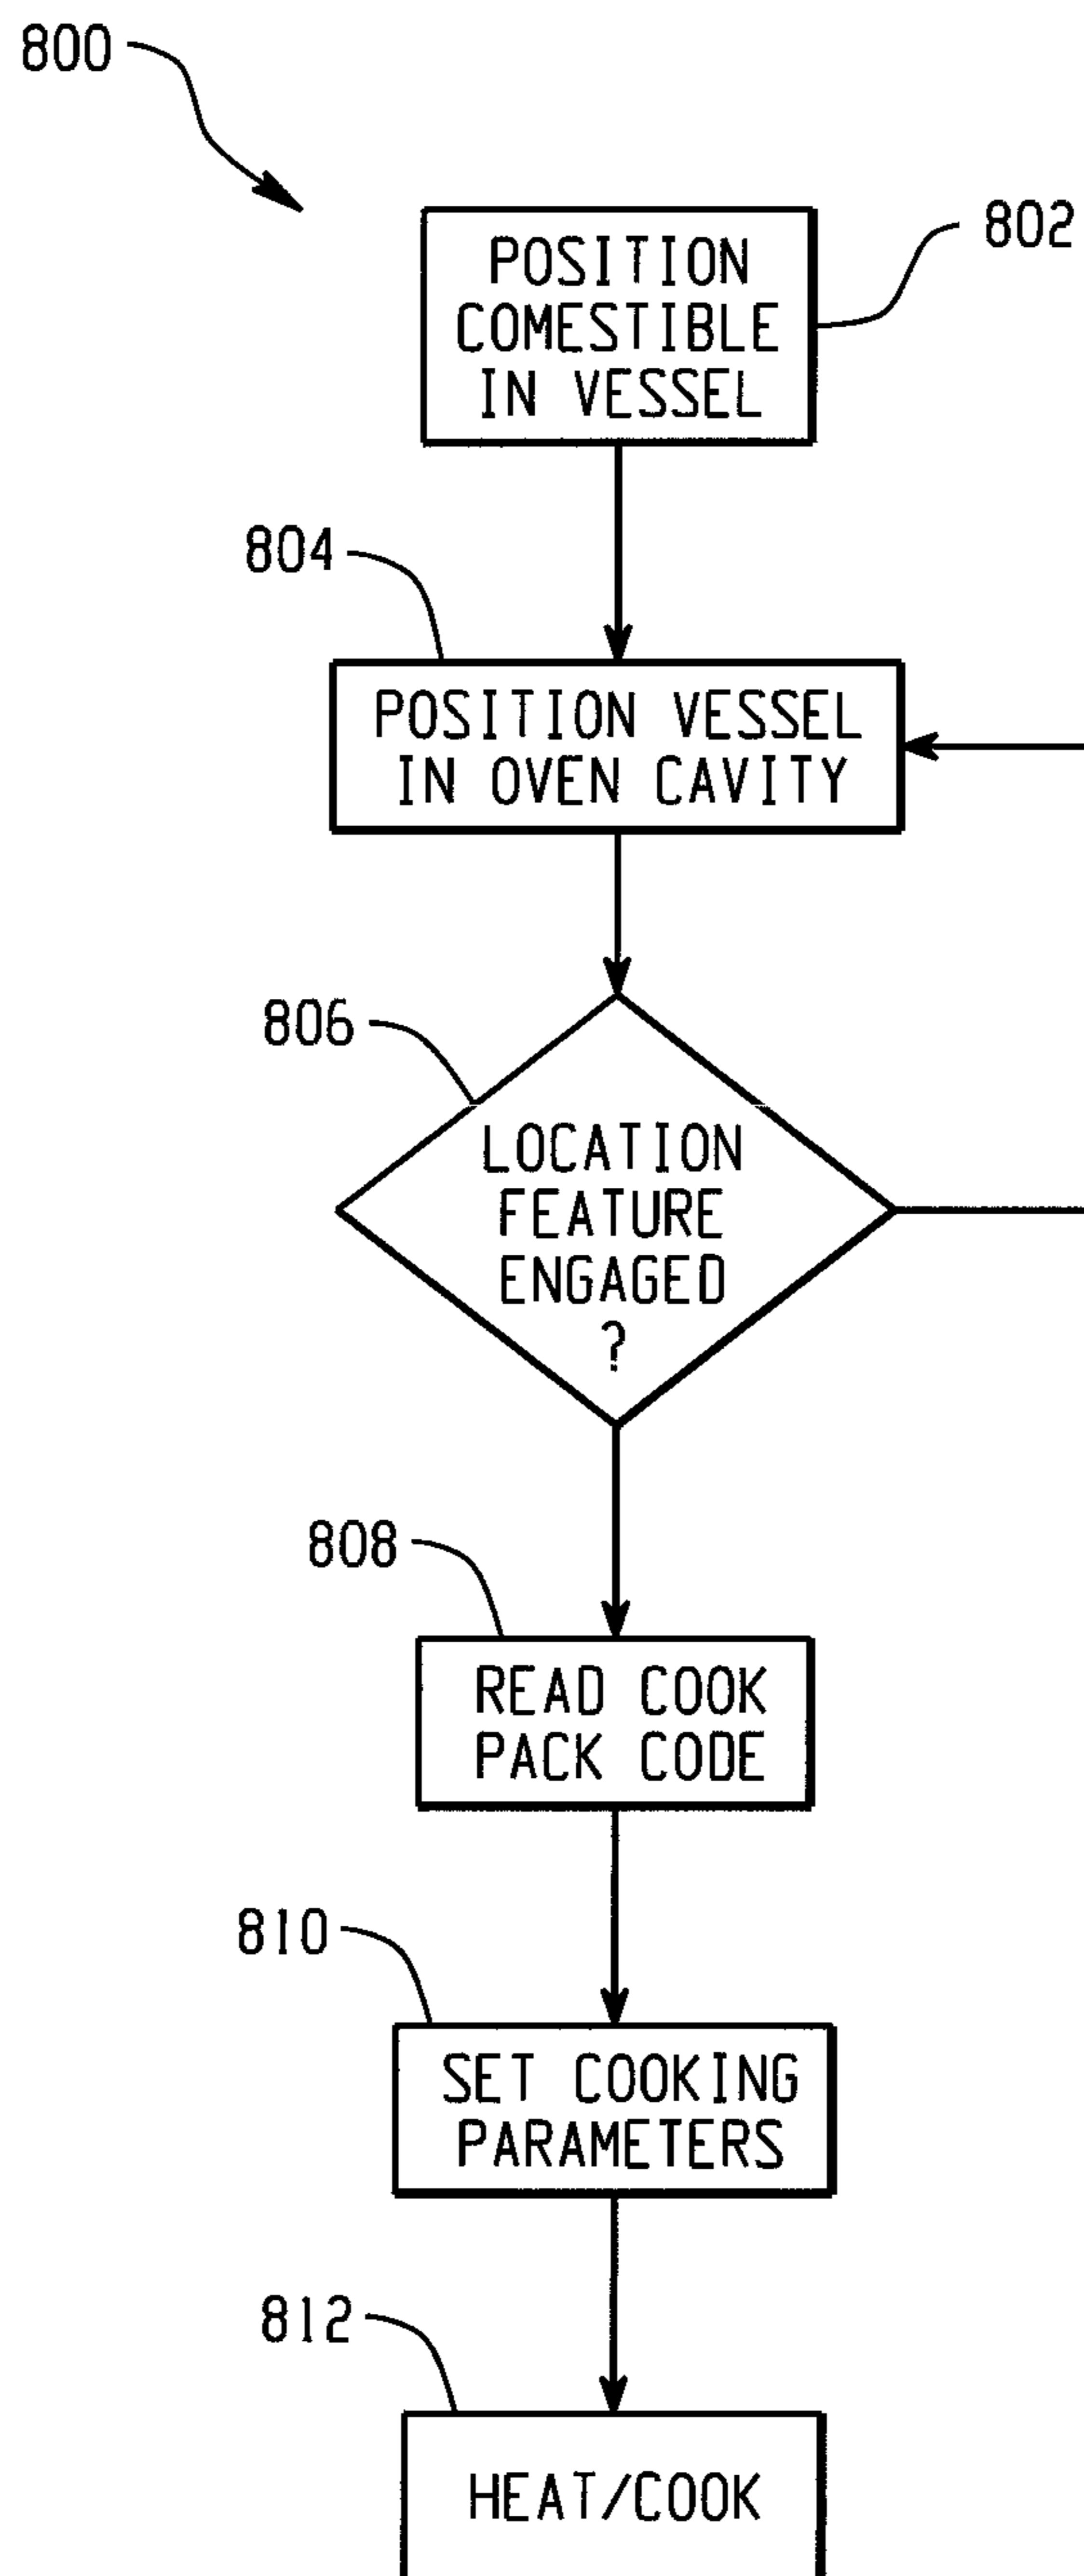 800
802
POSITION
COMESTIBLE
IN VESSEL
804
POSITION VESSEL
IN OVEN CAVITY
806
LOCATION
FEATURE
ENGAGED
?
808
READ COOK
PACK CODE
810
SET COOKING
PARAMETERS
812
HEAT/COOK